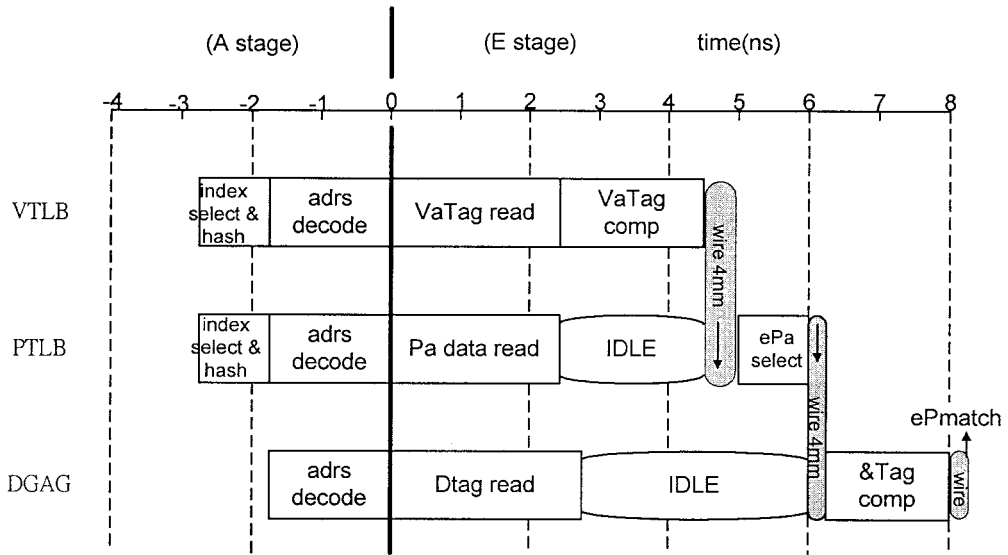 (A stage) (E stage) time(ns)
-4 -3 -2 -1 0 1 2 3 4 5 6 7 8
VTLB
index
select &
hash
adrs
decode
VaTag read
VaTag
comp
wire 4mm
PTLB
index
select &
hash
adrs
decode
Pa data read
IDLE
ePa
select
wire 4mm
ePmatch
DGAG
adrs
decode
Dtag read
IDLE
&Tag
comp
wire